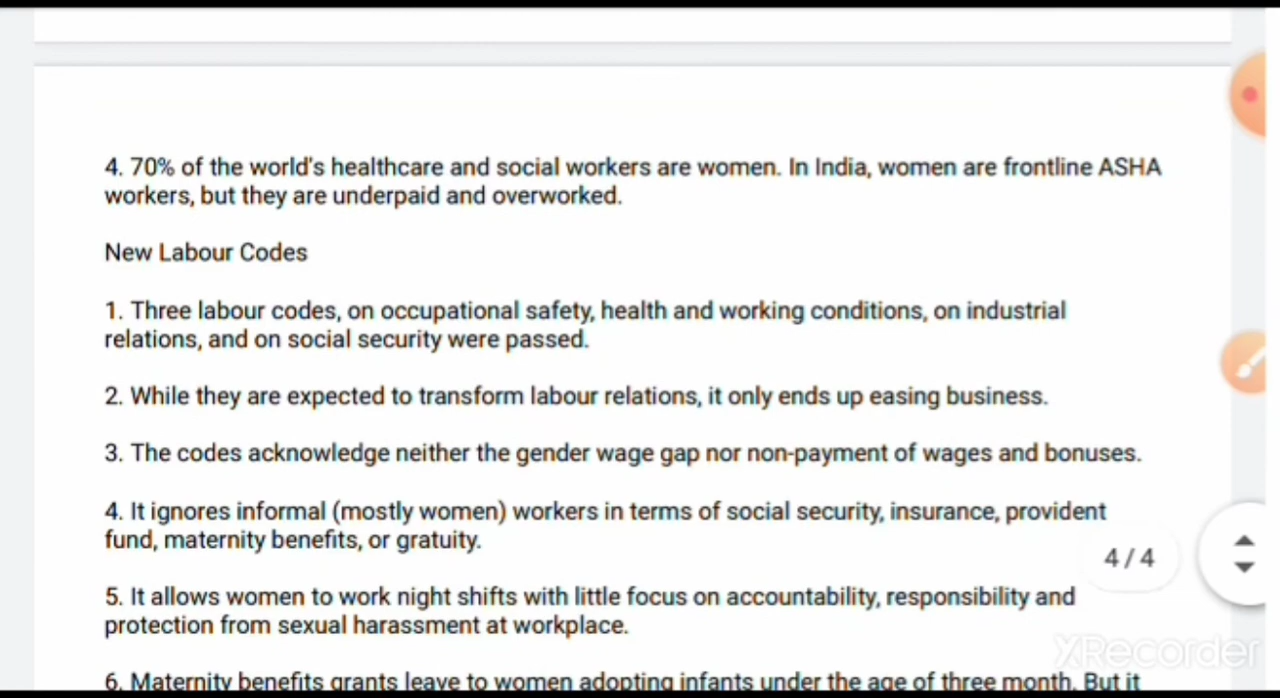 4. 70% of the world's healthcare and social workers are women. In India, women are frontline ASHA
workers, but they are underpaid and overworked.
New Labour Codes
1. Three labour codes, on occupational safety, health and working conditions, on industrial
relations, and on social security were passed.
2. While they are expected to transform labour relations, it only ends up easing business.
3. The codes acknowledge neither the gender wage gap nor non-payment of wages and bonuses.
4. It ignores informal (mostly women) workers in terms of social security, insurance, provident
fund, maternity benefits, or gratuity.
4 / 4
5. It allows women to work night shifts with little focus on accountability, responsibility and
protection from sexual harassment at workplace.
XRecorder
6. Maternity benefits grants leave to women adopting infants under the age of three month. But it